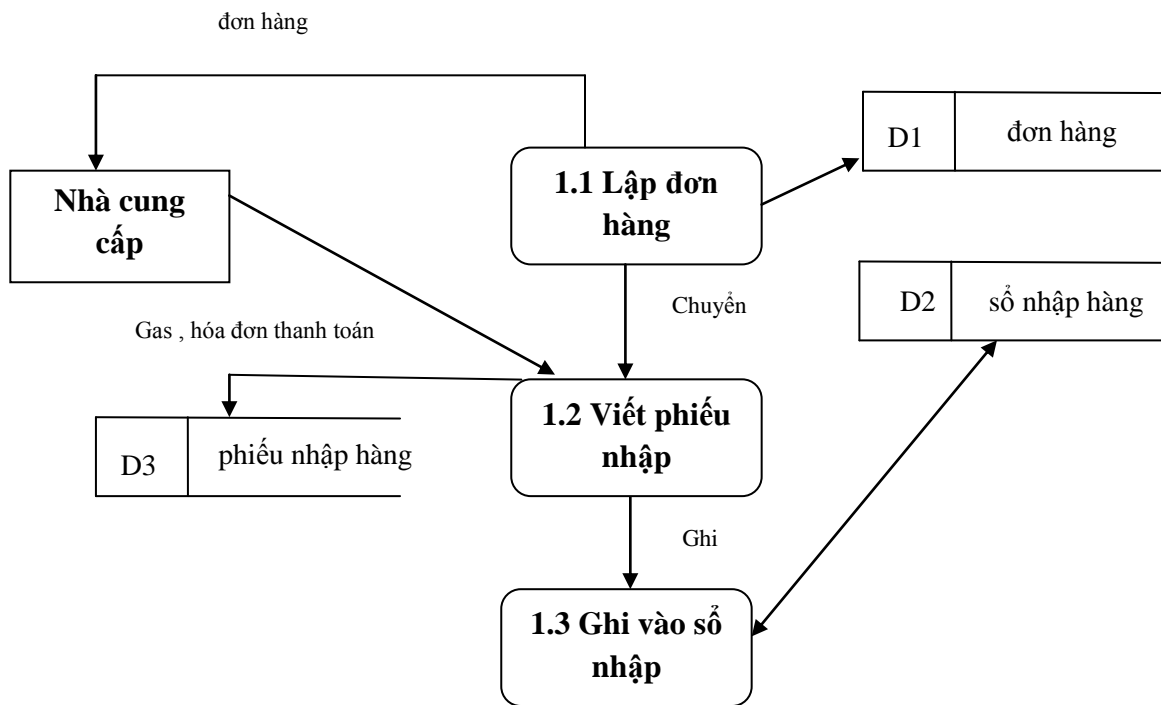 đơn hàng
D1
đơn hàng
1.1 Lập đơn
hàng
Nhà cung
cấp
D2
sổ nhập hàng
Chuyển
Gas , hóa đơn thanh toán
1.2 Viết phiếu
nhập
D3
phiếu nhập hàng
Ghi
1.3 Ghi vào sổ
nhập